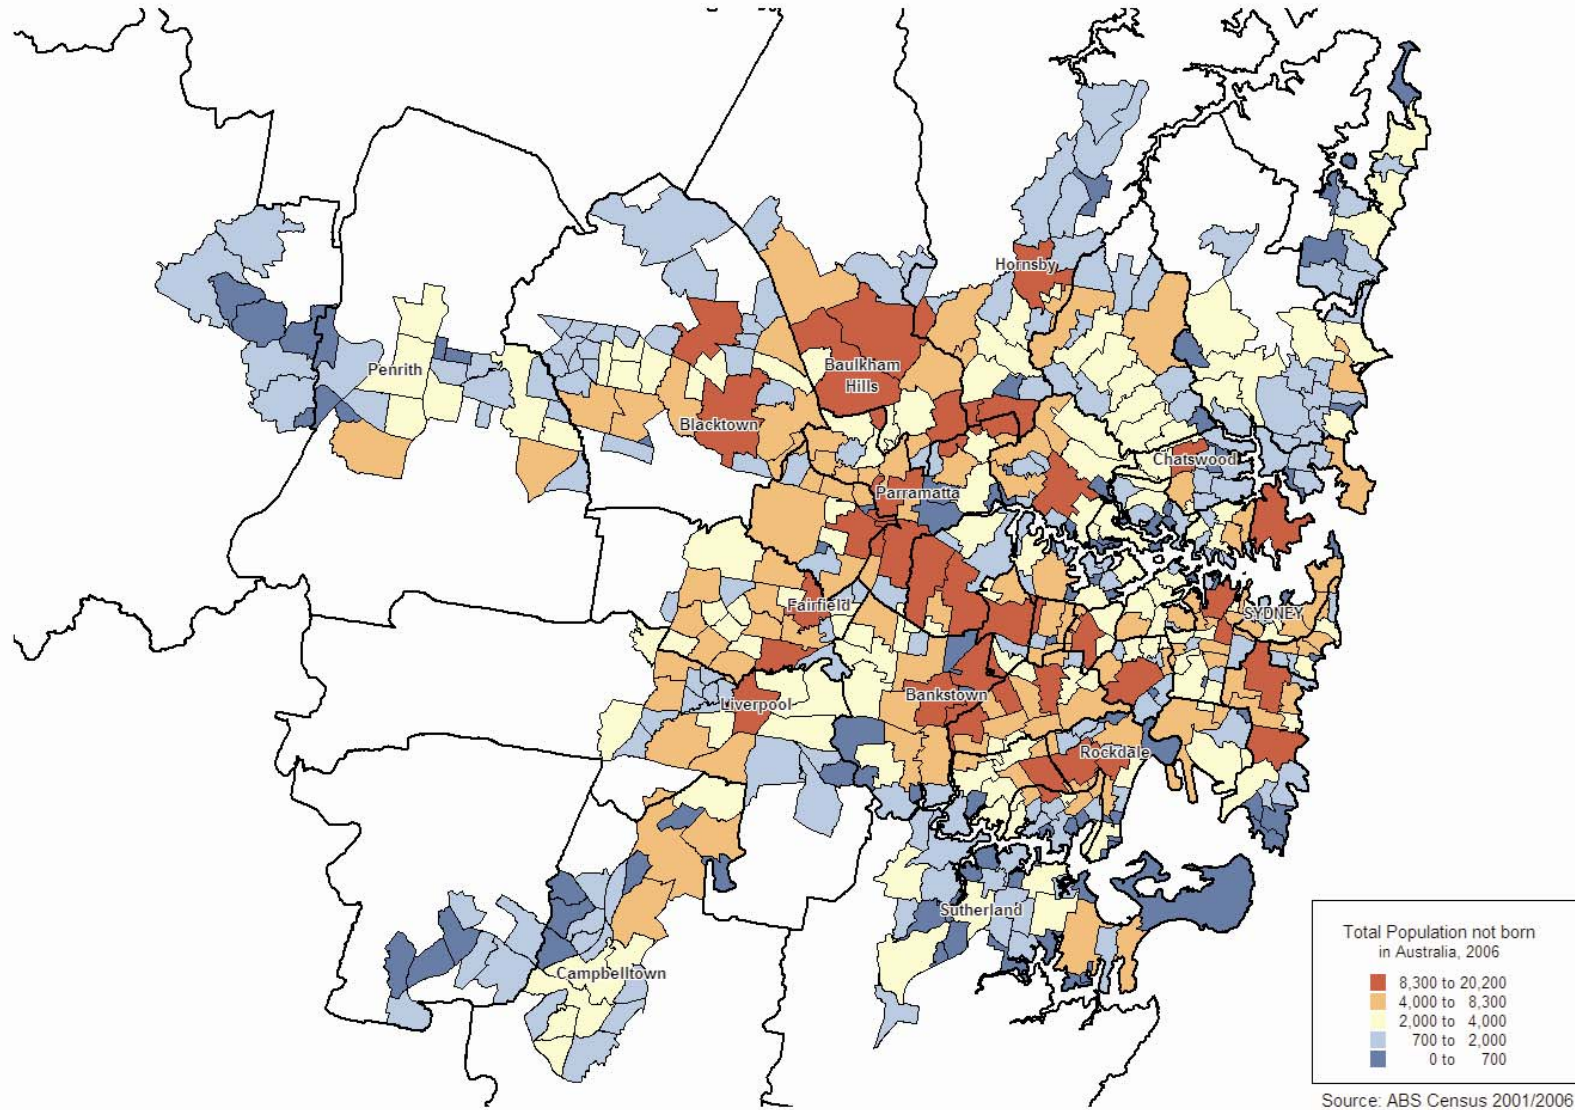 Hornsby
Penrith
Baulkham
Hills
Blacktown
Chatswood
Parramatta
Fairfield
SYDNEY
Bankstown
Liverpool
Rockdale
Sutherland
Campbelltown
Total Population not born
in Australia, 2006
8,300 to 20,200
4,000 to 8,300
2,000 to 4,000
700 to 2,000
0 to 700
Source: ABS Census 2001/2006